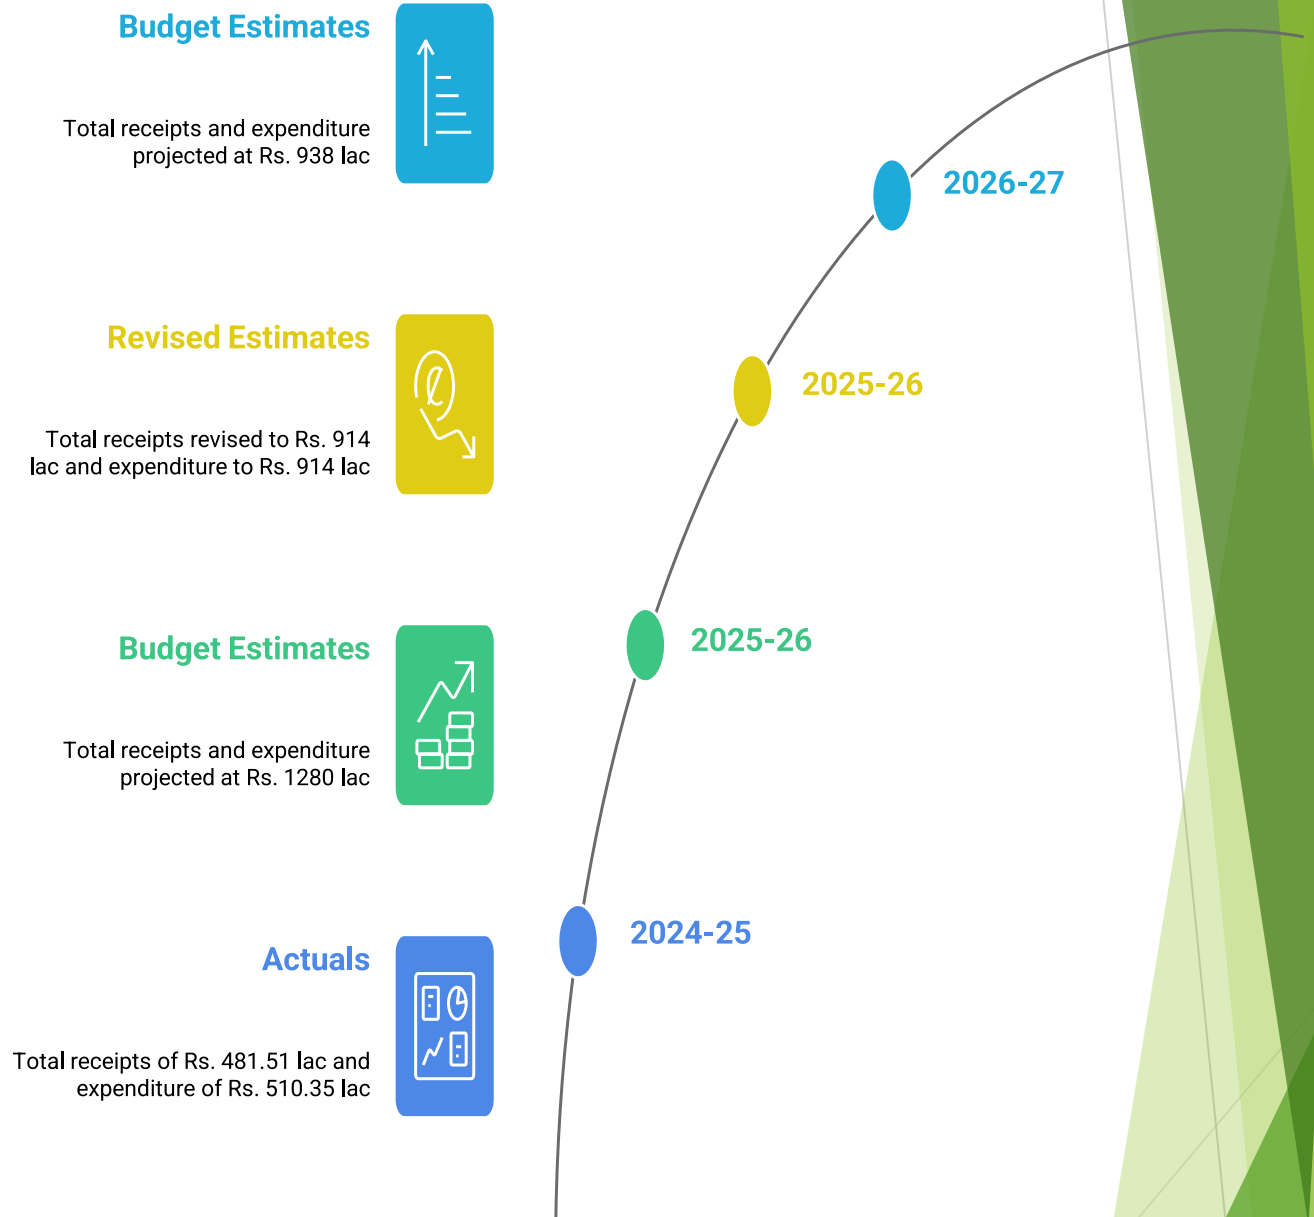 Budget Estimates
Total receipts and expenditure
projected at Rs. 938 lac
2026-27
Revised Estimates
Total receipts revised to Rs. 914
lac and expenditure to Rs. 914 lac
2025-26
Budget Estimates
Total receipts and expenditure
projected at Rs. 1280 lac
2025-26
Actuals
Total receipts of Rs. 481.51 lac and
expenditure of Rs. 510.35 lac
2024-25